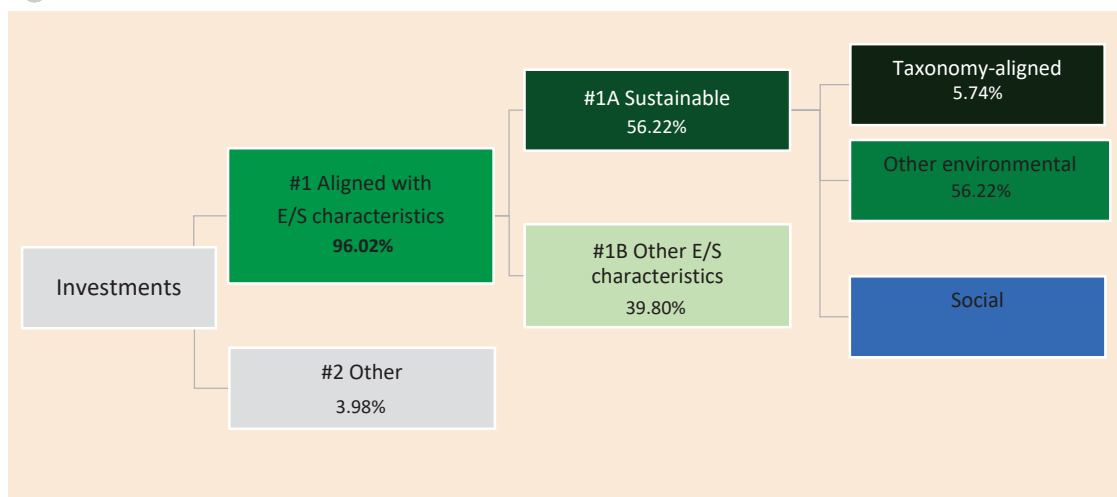 Investments
#1 Aligned with
E/S characteristics
96.02%
#2 Other
3.98%
#1A Sustainable
56.22%
#1B Other E/S
characteristics
39.80%
Taxonomy-aligned
5.74%
Other environmental
56.22%
Social